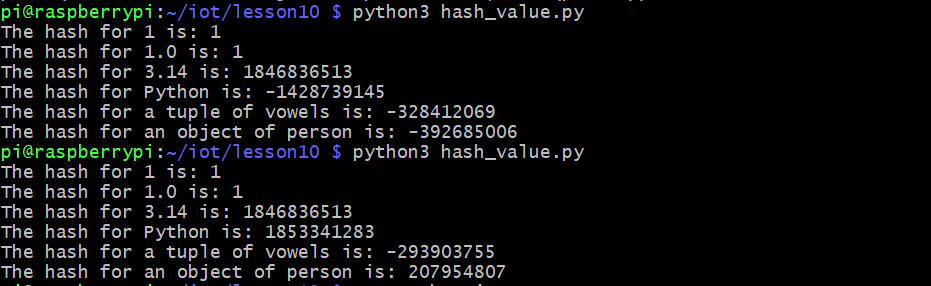 pi@raspberrypi:~/iot/lesson10 $ python3 hash_value.py
The hash for 1 is: 1
The hash for 1.0 is: 1
The hash for 3.14 is: 1846836513
The hash for Python is: -1428739145
The hash for a tuple of vowels is: -328412069
The hash for an object of person is: -392685006
pi@raspberrypi:~/iot/lesson10 $ python3 hash_value.py
The hash for 1 is: 1
The hash for 1.0 is: 1
The hash for 3.14 is: 1846836513
The hash for Python is: 1853341283
The hash for a tuple of vowels is: -293903755
The hash for an object of person is: 207954807